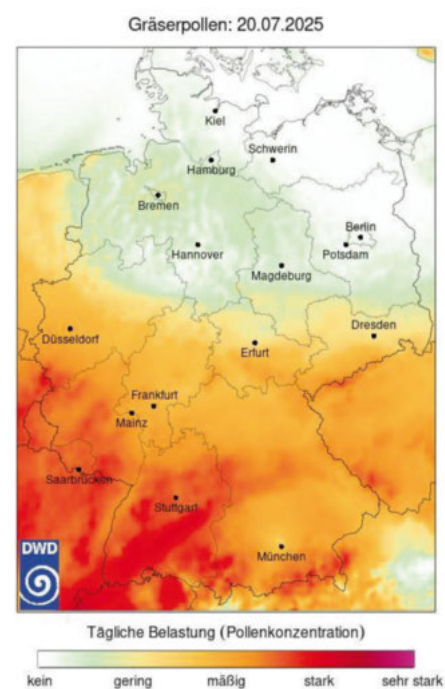 Gräserpollen: 20.07.2025
Kiel
Schwerin
Hamburg
Bremen
Berlin
Hannover
Potsdam
Magdeburg
Düsseldorf
Dresden
Erfurt
Frankfurt
Mainz
Saarbrücken
Stuttgart
DWD
München
Tägliche Belastung (Pollenkonzentration)
kein gering mäßig stark sehr stark